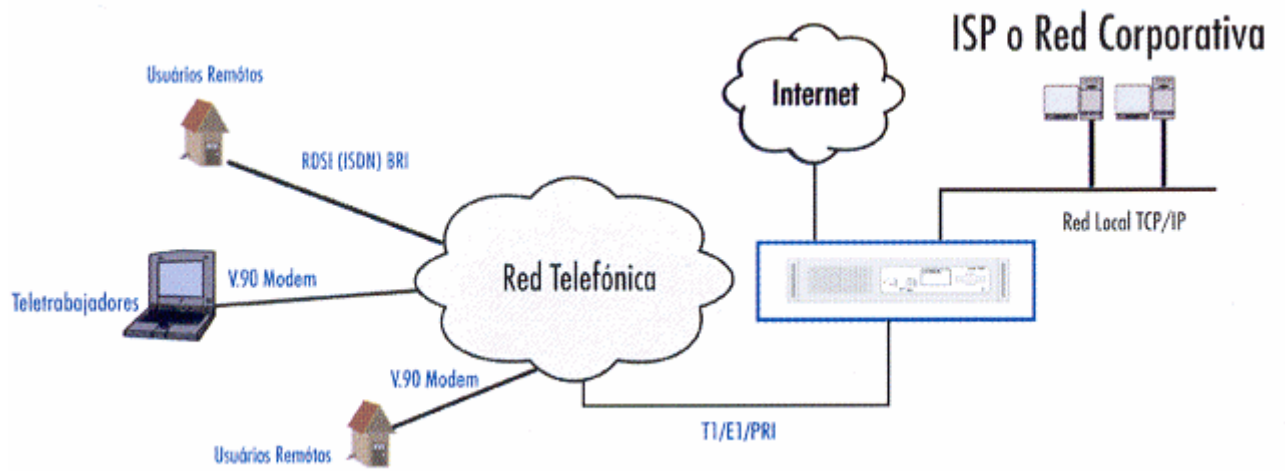 ISP o Red Corporativa
Usuários Remótos
Internet
RDSI (ISDN) BRI
Red Local TCP/IP
Red Telefónica
V.90 Modem
Teletrabajadores
V.90 Modem
T1/E1/PRI
Usuários Remótos